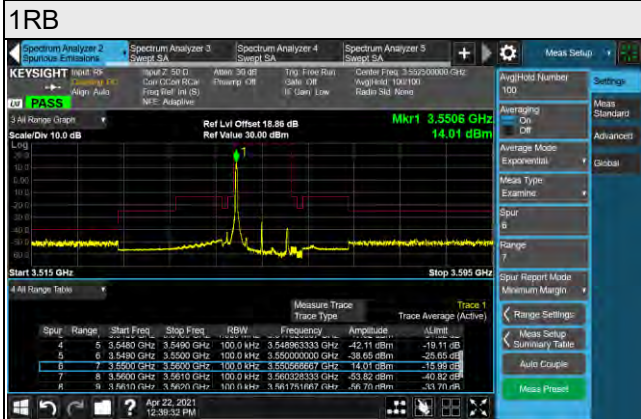 1RB
Spectrum Analyzer 2
Spurious Emissions
Spectrum Analyzer 3
Swept SA
Spectrum Analyzer 4
Swept SA
Spectrum Analyzer 5
Swept SA
Meas Setup
KEYSIGHT
Input: RF
Coupling: DC
Align: Auto
Input Z: 50 Ω
Corr CCorr RCal
Freq Ref: Int (S)
NFE: Adaptive
Atten: 30 dB
Preamp: Off
Trig: Free Run
Gate: Off
IF Gain: Low
Center Freq: 3.552500000 GHz
Avg|Hold: 100/100
Radio Std: None
PASS
3 All Range Graph
Scale/Div 10.0 dB
Ref Lvl Offset 18.86 dB
Ref Value 30.00 dBm
Mkr1 3.5506 GHz
14.01 dBm
Log
1
Start 3.515 GHz
Stop 3.595 GHz
4 All Range Table
Measure Trace
Trace 1
Trace Type
Trace Average (Active)
Spur Range Start Freq Stop Freq RBW Frequency Amplitude ΔLimit
4 5 3.5480 GHz 3.5490 GHz 100.0 kHz 3.548963333 GHz -42.11 dBm -19.11 dB
5 6 3.5490 GHz 3.5500 GHz 100.0 kHz 3.550000000 GHz -38.65 dBm -25.65 dB
6 7 3.5500 GHz 3.5600 GHz 100.0 kHz 3.550566667 GHz 14.01 dBm -15.99 dB
7 8 3.5600 GHz 3.5610 GHz 100.0 kHz 3.560328333 GHz -53.82 dBm -40.82 dB
8 9 3.5610 GHz 3.5620 GHz 100.0 kHz 3.561751667 GHz -56.70 dBm -33.70 dB
Apr 22, 2021
12:39:32 PM
Avg|Hold Number
100
Averaging
On
Off
Average Mode
Exponential
Meas Type
Examine
Spur
6
Range
7
Spur Report Mode
Minimum Margin
Range Settings
Meas Setup
Summary Table
Auto Couple
Meas Preset
Settings
Meas
Standard
Advanced
Global